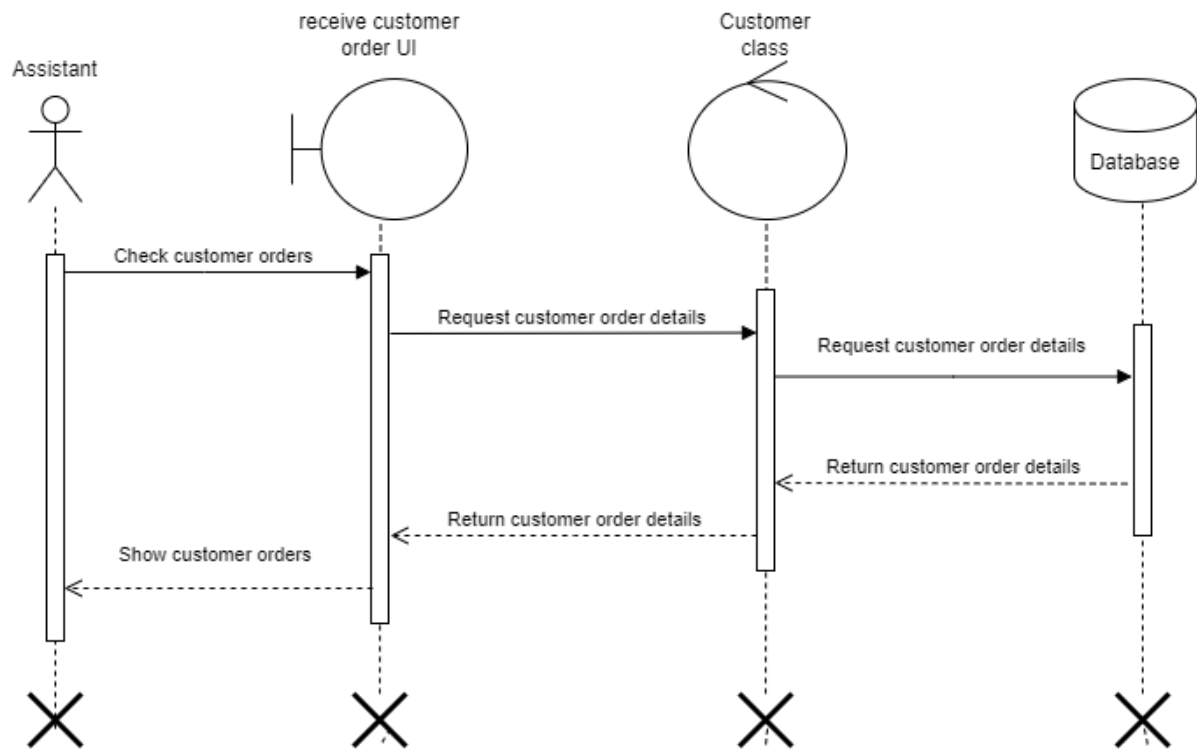 receive customer
order UI
Customer
class
Assistant
Database
Check customer orders
Request customer order details
Request customer order details
Return customer order details
Return customer order details
Show customer orders